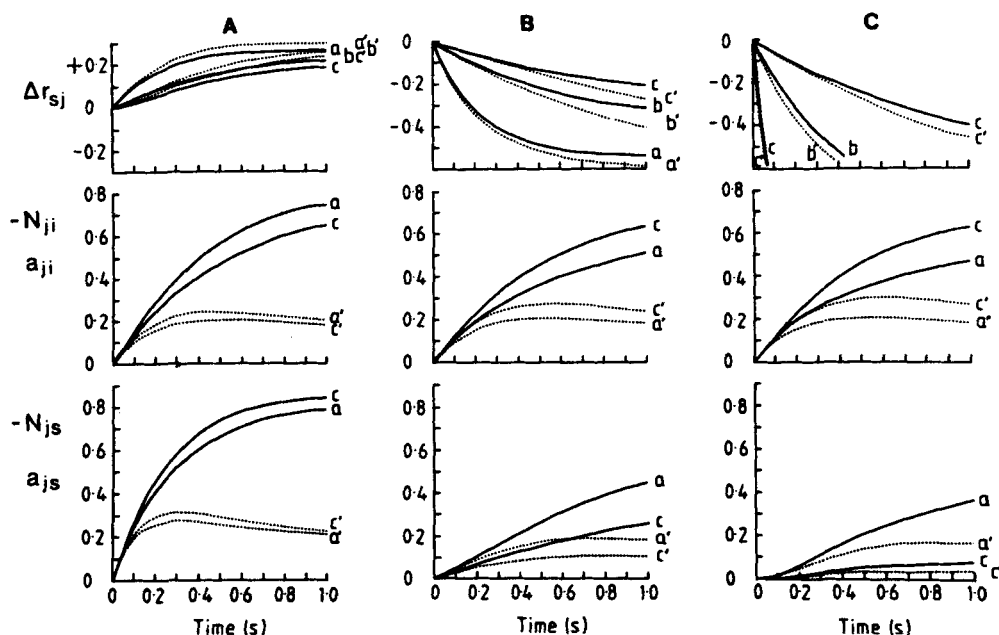 A B C
Δr_sj
+0·2
0
-0·2
a a' b' b c c
0
-0·2
-0·4
c
c'
b
b'
a
a'
0
-0·2
-0·4
c
c'
b' b
c
-N_ji
a_ji
0·8
0·6
0·4
0·2
0
a
c
a'
c'
0·8
0·6
0·4
0·2
0
c
a
c'
a'
0·8
0·6
0·4
0·2
0
c
a
c'
a'
-N_js
a_js
0·8
0·6
0·4
0·2
0
c
a
c'
a'
0·8
0·6
0·4
0·2
0
a
c
a'
c'
0·8
0·6
0·4
0·2
0
a
a'
c
c
0 0·2 0·4 0·6 0·8 1·0
0 0·2 0·4 0·6 0·8 1·0
0 0·2 0·4 0·6 0·8 1·0
Time (s)
Time (s)
Time (s)